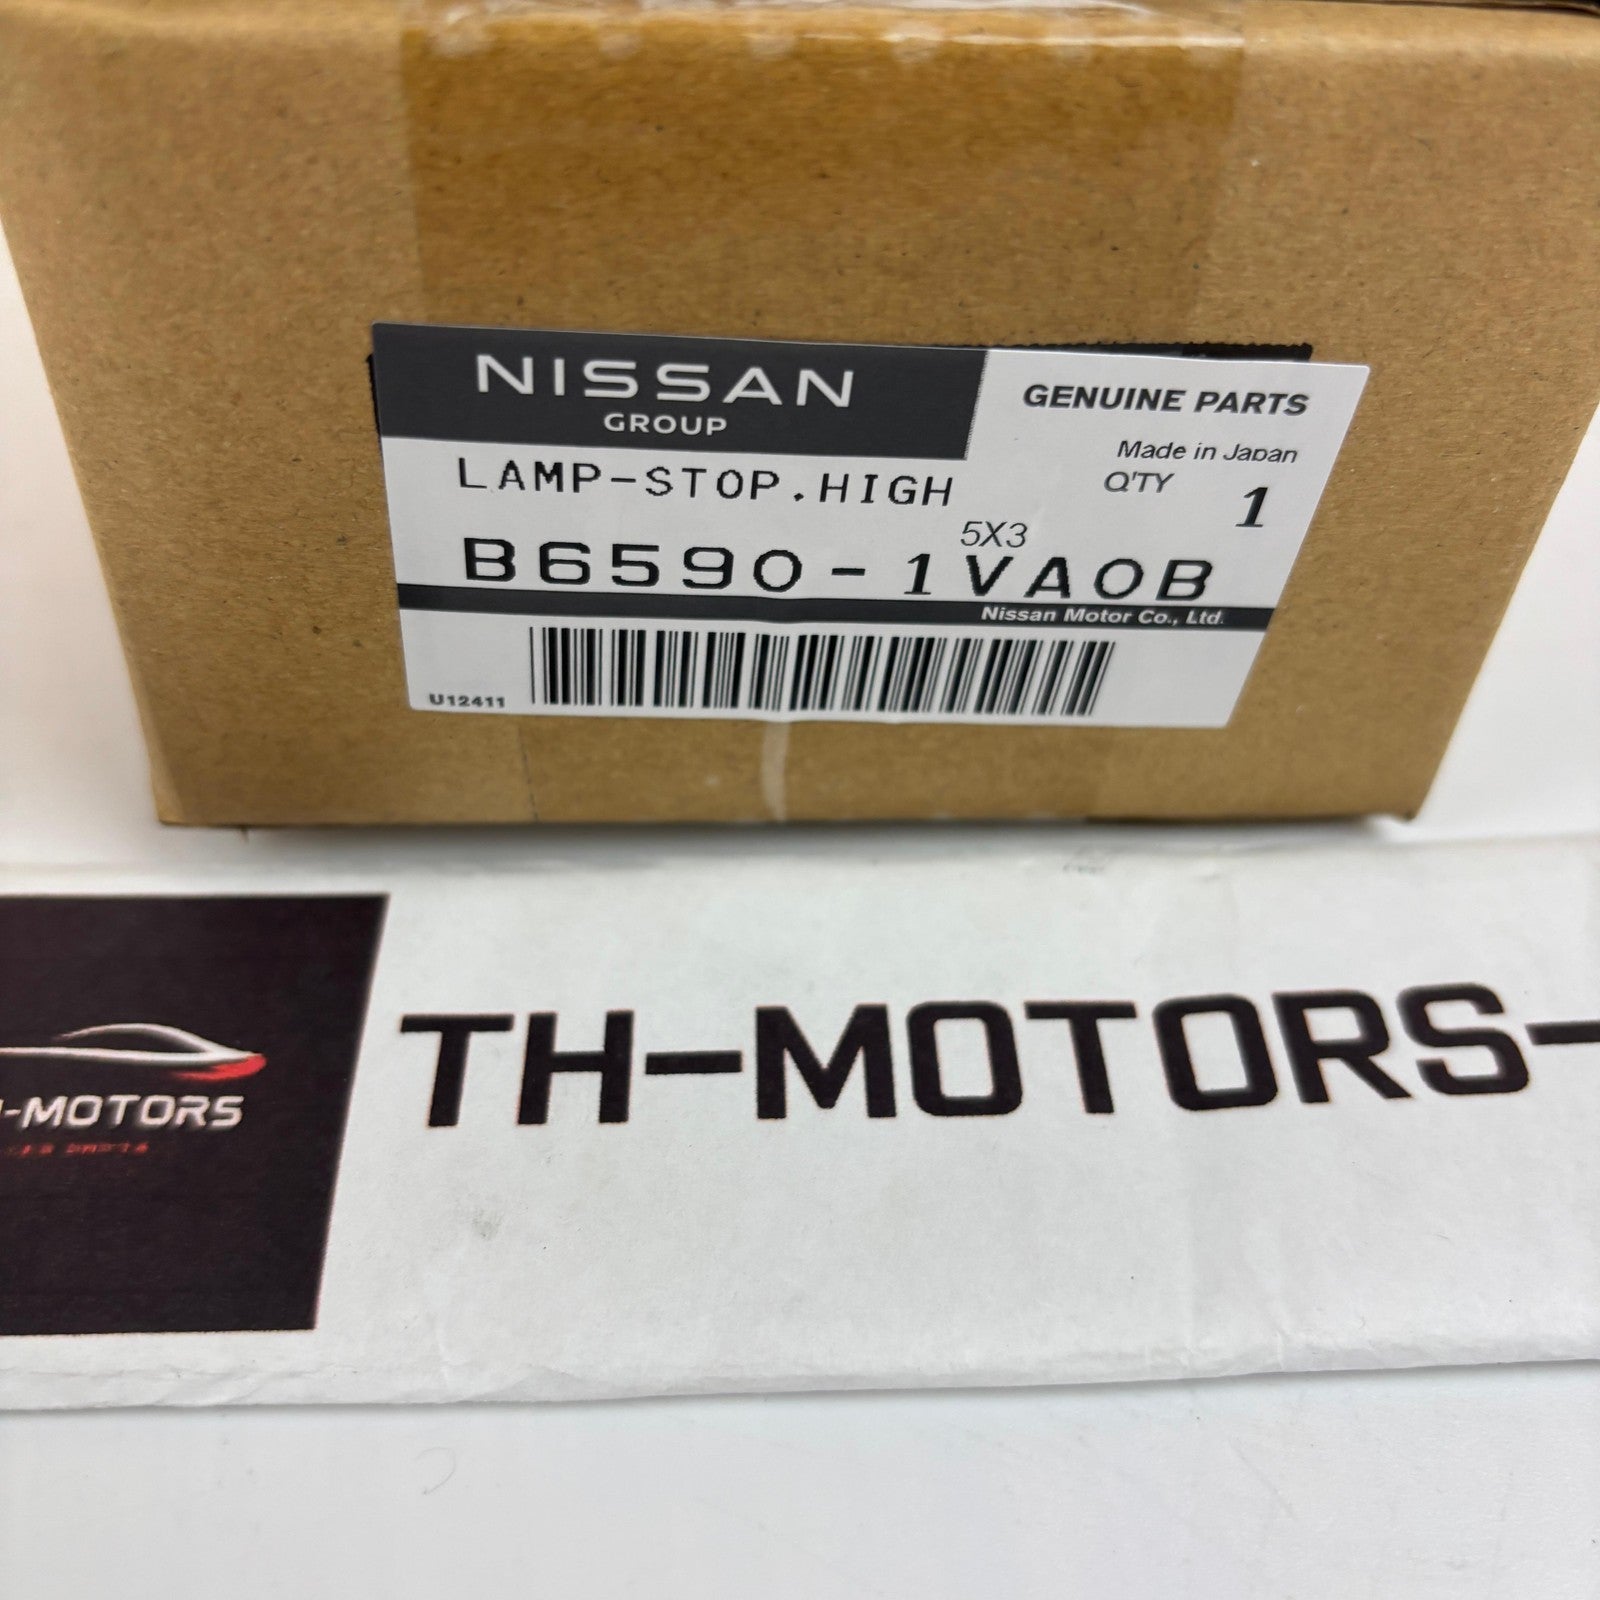 NISSAN
GROUP
GENUINE PARTS
Made in Japan
LAMP-STOP.HIGH
Q'TY 1
5X3
B6590-1VA0B
Nissan Motor Co., Ltd.
U12411
TH-MOTORS-
-MOTORS